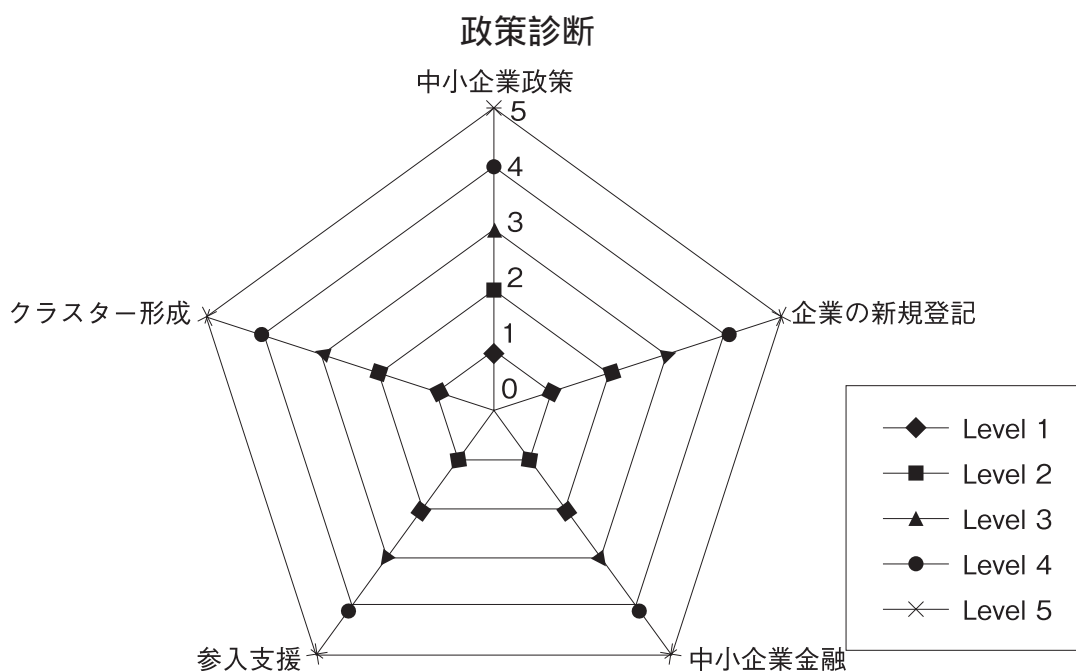 政策診断
中小企業政策
5
4
3
2
1
0
クラスター形成
企業の新規登記
参入支援
中小企業金融
Level 1
Level 2
Level 3
Level 4
Level 5